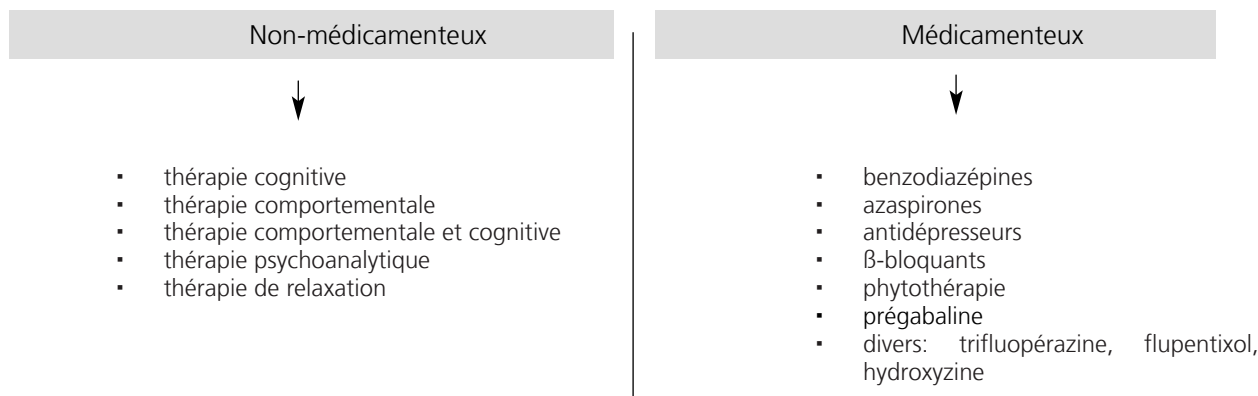 Non-médicamenteux
▪ thérapie cognitive
▪ thérapie comportementale
▪ thérapie comportementale et cognitive
▪ thérapie psychoanalytique
▪ thérapie de relaxation
Médicamenteux
▪ benzodiazépines
▪ azaspirones
▪ antidépresseurs
▪ ß-bloquants
▪ phytothérapie
▪ prégabaline
▪ divers: trifluopérazine, flupentixol,
hydroxyzine